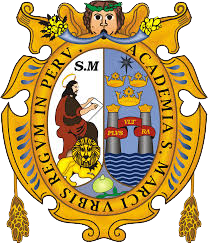 ACADEMIA S. MARCI VRBIS REGVM IN PERV
S.M
PLVS VLT RA